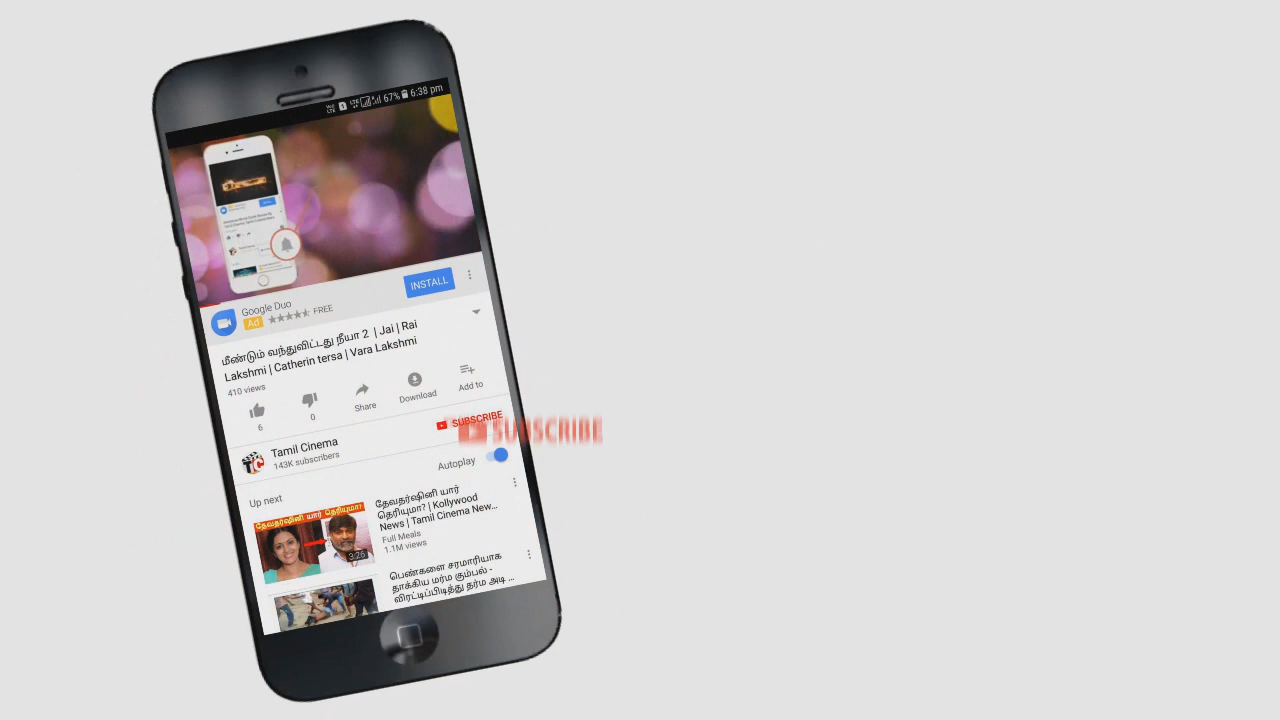 67% 6:38 pm
Google Duo
Ad FREE
INSTALL
மீண்டும் வந்துவிட்டது நீயா 2 | Jai | Rai
Lakshmi | Catherin tersa | Vara Lakshmi
410 views
6
0
Share
Download
Add to
Tamil Cinema
143K subscribers
SUBSCRIBE
SUBSCRIBE
Autoplay
Up next
தேவதர்ஷினி யார் தெரியுமா?
3:26
தேவதர்ஷினி யார்
தெரியுமா? | Kollywood
News | Tamil Cinema New...
Full Meals
1.1M views
பெண்களை சரமாரியாக
தாக்கிய மர்ம கும்பல் -
விரட்டிப்பிடித்து தர்ம அடி ...